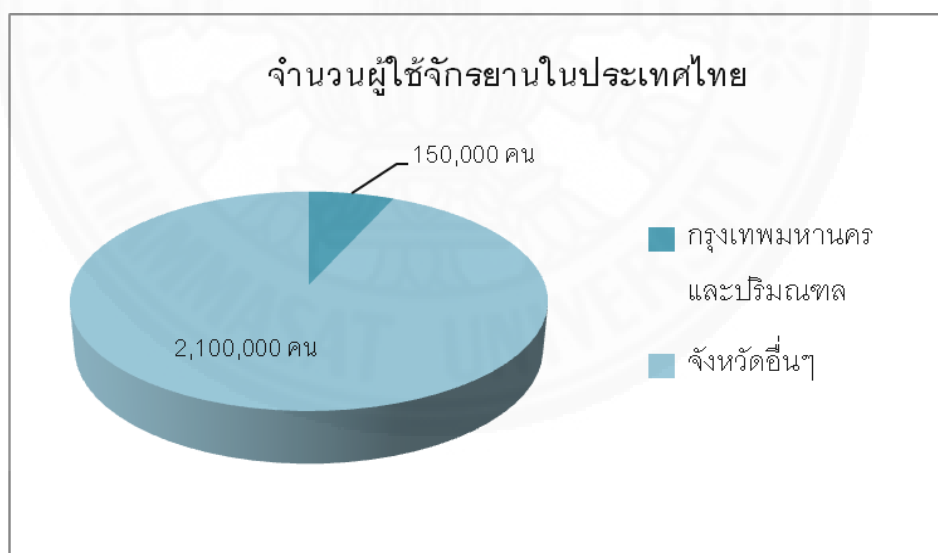 จำนวนผู้ใช้จักรยานในประเทศไทย
150,000 คน
2,100,000 คน
กรุงเทพมหานคร
และปริมณฑล
จังหวัดอื่นๆ
THAMMASAT UNIVERSITY